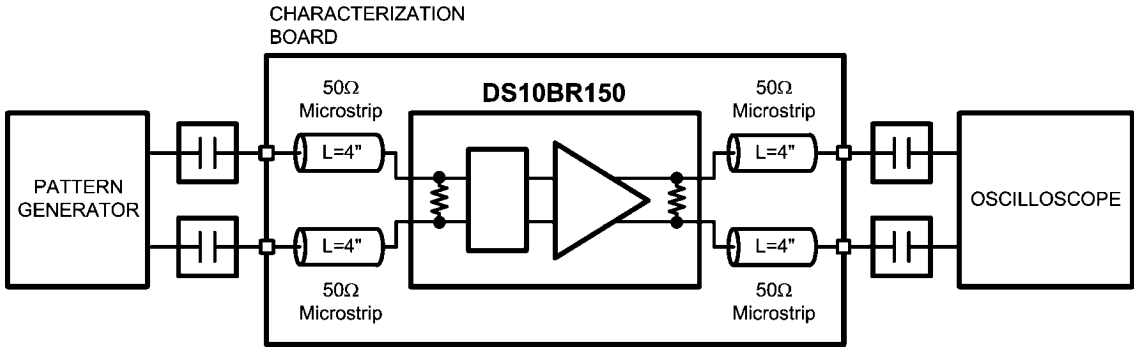 CHARACTERIZATION
BOARD
50Ω
Microstrip
DS10BR150
50Ω
Microstrip
L=4"
L=4"
PATTERN
GENERATOR
OSCILLOSCOPE
L=4"
L=4"
50Ω
Microstrip
50Ω
Microstrip